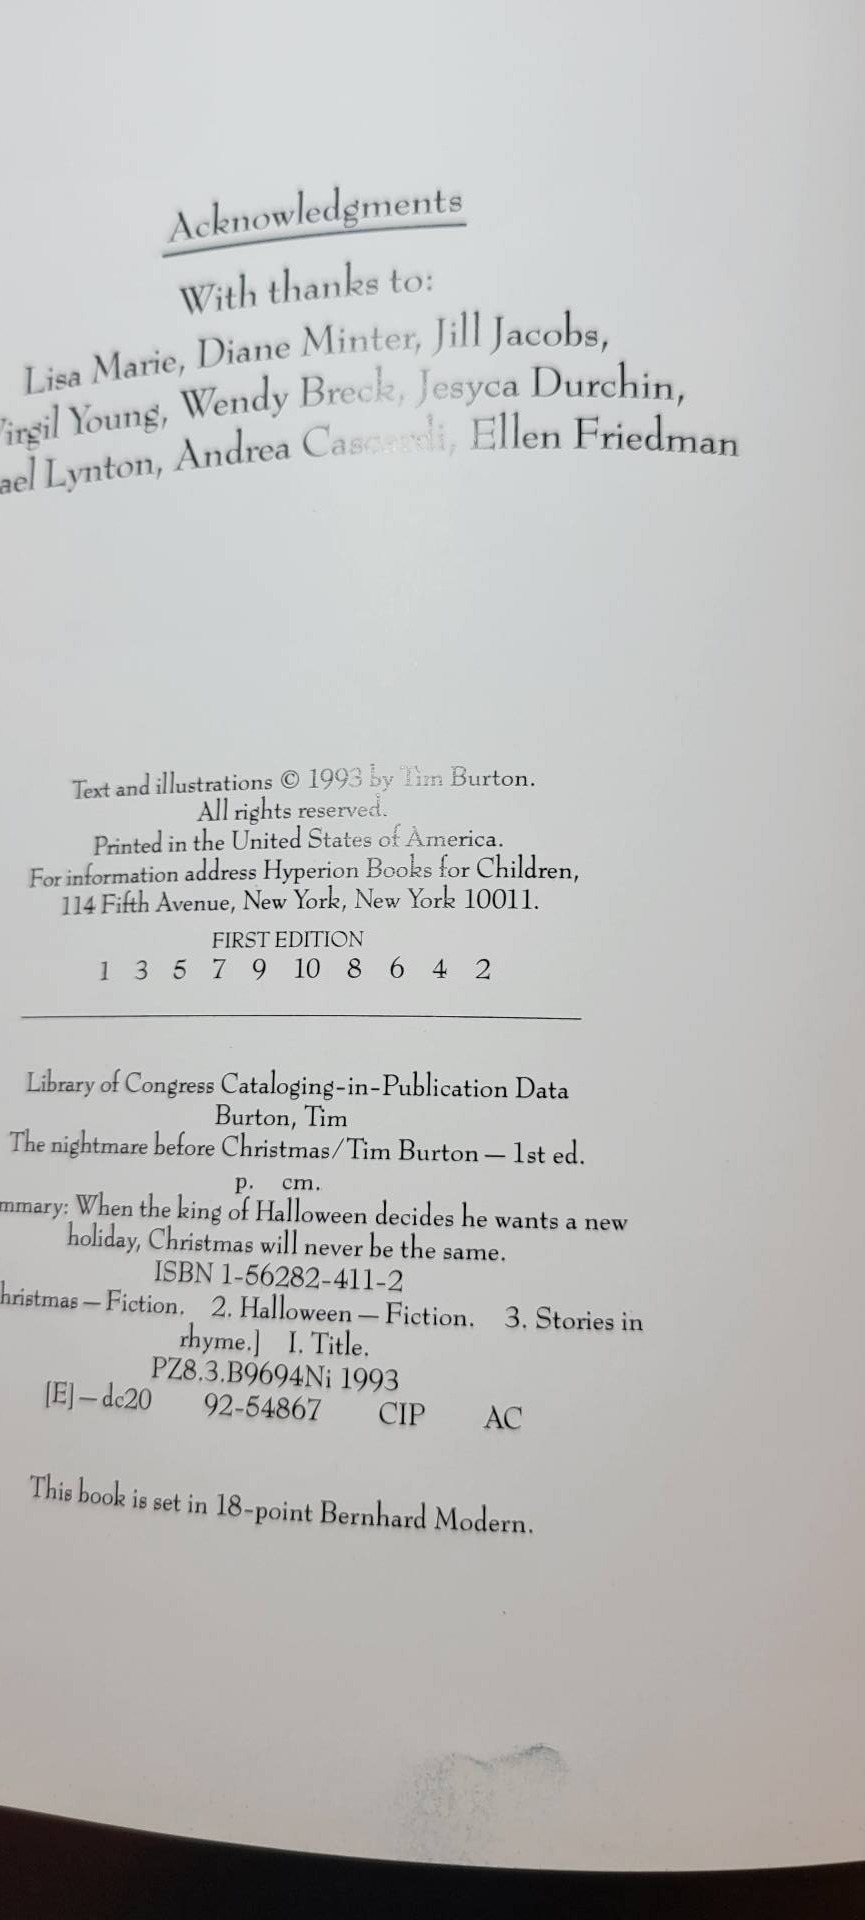 Acknowledgments
With thanks to:
Lisa Marie, Diane Minter, Jill Jacobs,
Virgil Young, Wendy Breck, Jesyca Durchin,
ael Lynton, Andrea Cascardi, Ellen Friedman
Text and illustrations © 1993 by Tim Burton.
All rights reserved.
Printed in the United States of America.
For information address Hyperion Books for Children,
114 Fifth Avenue, New York, New York 10011.
FIRST EDITION
1 3 5 7 9 10 8 6 4 2
Library of Congress Cataloging-in-Publication Data
Burton, Tim
The nightmare before Christmas/Tim Burton — 1st ed.
p. cm.
mmary: When the king of Halloween decides he wants a new
holiday, Christmas will never be the same.
ISBN 1-56282-411-2
hristmas — Fiction. 2. Halloween — Fiction. 3. Stories in
rhyme.] I. Title.
PZ8.3.B9694Ni 1993
[E]—dc20 92-54867 CIP AC
This book is set in 18-point Bernhard Modern.